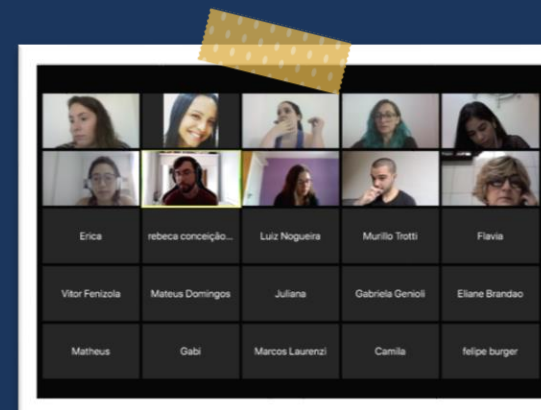 Erica
rebeca conceição...
Luiz Nogueira
Murillo Trotti
Flavia
Vitor Fenizola
Mateus Domingos
Juliana
Gabriela Genioli
Eliane Brandao
Matheus
Gabi
Marcos Laurenzi
Camila
felipe burger